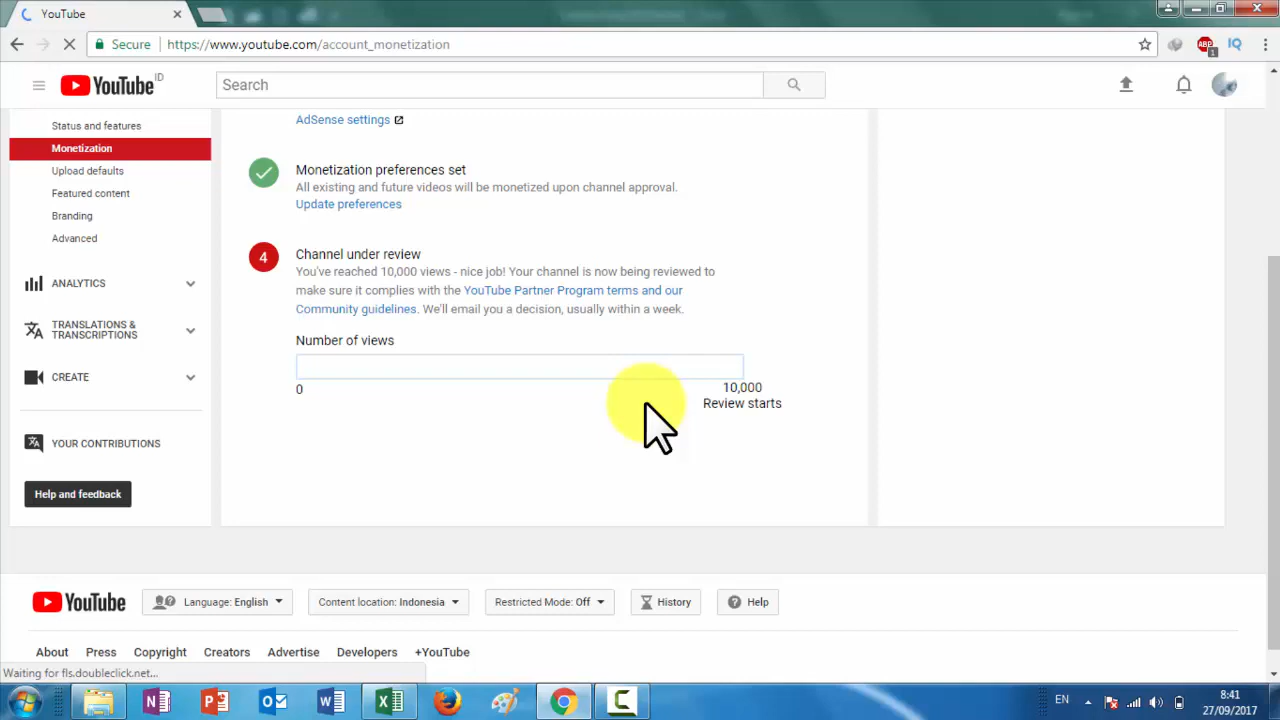 YouTube
Secure
https://www.youtube.com/account_monetization
ABP
1
IQ
YouTube ID
Search
Status and features
Monetization
Upload defaults
Featured content
Branding
Advanced
ANALYTICS
TRANSLATIONS &
TRANSCRIPTIONS
CREATE
YOUR CONTRIBUTIONS
Help and feedback
AdSense settings
Monetization preferences set
All existing and future videos will be monetized upon channel approval.
Update preferences
4
Channel under review
You've reached 10,000 views - nice job! Your channel is now being reviewed to
make sure it complies with the YouTube Partner Program terms and our
Community guidelines. We'll email you a decision, usually within a week.
Number of views
0
10,000
Review starts
YouTube
Language: English
Content location: Indonesia
Restricted Mode: Off
History
Help
About Press Copyright Creators Advertise Developers +YouTube
Waiting for fls.doubleclick.net...
EN
8:41
27/09/2017